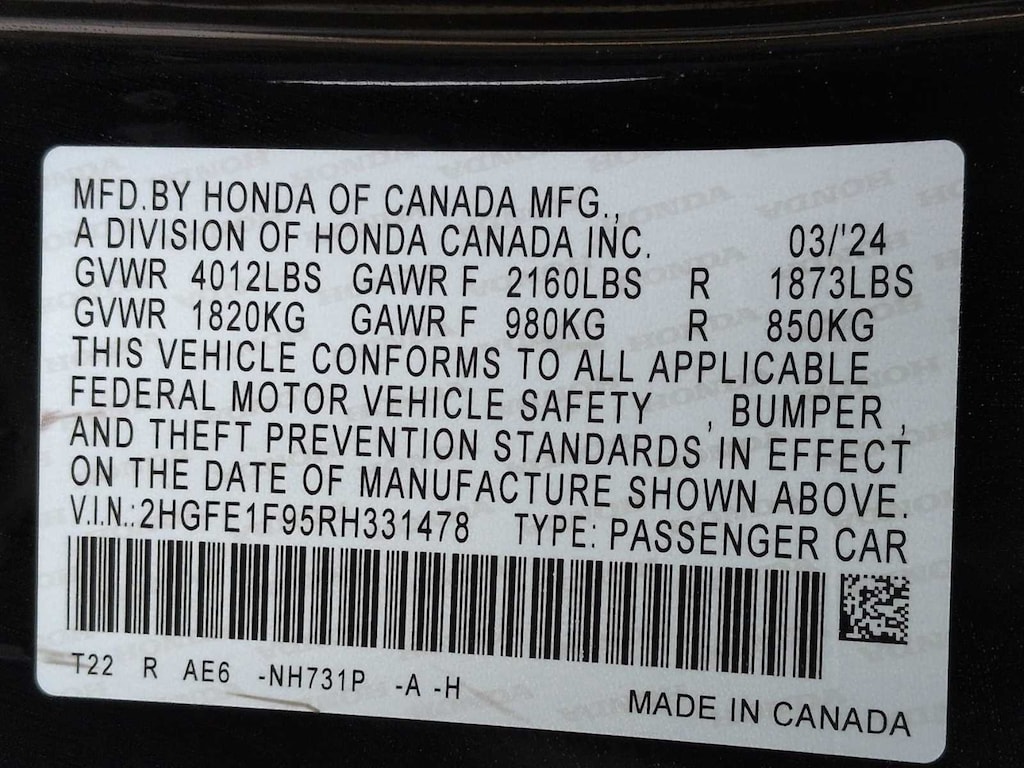 MFD.BY HONDA OF CANADA MFG.,
A DIVISION OF HONDA CANADA INC. 03/'24
GVWR 4012LBS GAWR F 2160LBS R 1873LBS
GVWR 1820KG GAWR F 980KG R 850KG
THIS VEHICLE CONFORMS TO ALL APPLICABLE
FEDERAL MOTOR VEHICLE SAFETY , BUMPER ,
AND THEFT PREVENTION STANDARDS IN EFFECT
ON THE DATE OF MANUFACTURE SHOWN ABOVE.
V.I.N.:2HGFE1F95RH331478 TYPE: PASSENGER CAR
T22 R AE6 -NH731P -A -H
MADE IN CANADA